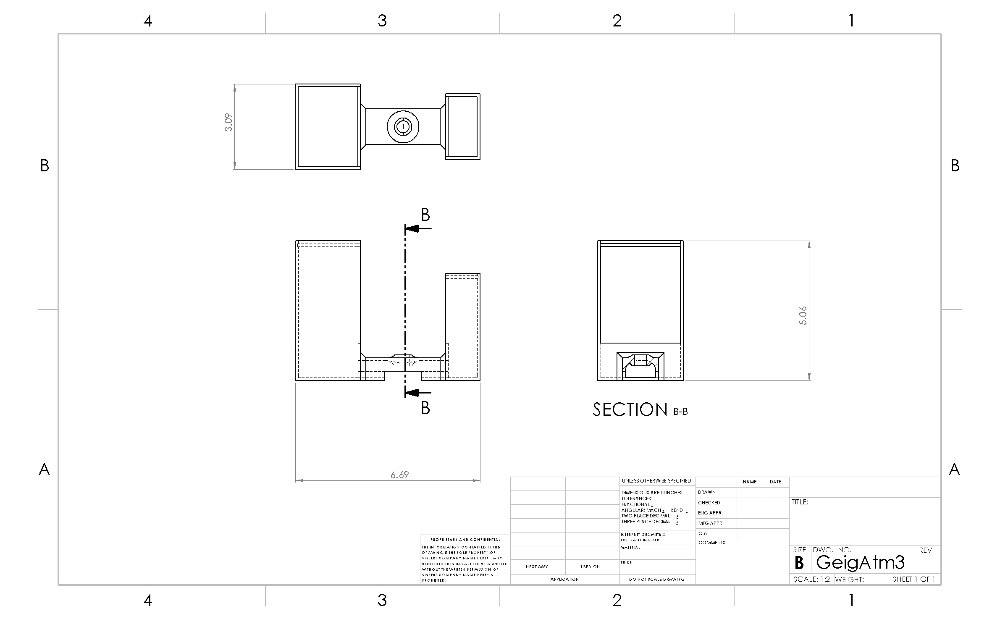 4 3 2 1
3.09
B B
B
5.06
B
SECTION B-B
A A
6.69
UNLESS OTHERWISE SPECIFIED:
DIMENSIONS ARE IN INCHES
TOLERANCES:
FRACTIONAL ±
ANGULAR: MACH ± BEND ±
TWO PLACE DECIMAL ±
THREE PLACE DECIMAL ±
INTERPRET GEOMETRIC
TOLERANCING PER:
MATERIAL
FINISH
DO NOT SCALE DRAWING
NAME DATE
DRAWN
CHECKED
ENG APPR.
MFG APPR.
Q.A.
COMMENTS:
TITLE:
SIZE DWG. NO. REV
B GeigAtm3
SCALE: 1:2 WEIGHT: SHEET 1 OF 1
PROPRIETARY AND CONFIDENTIAL
THE INFORMATION CONTAINED IN THIS
DRAWING IS THE SOLE PROPERTY OF
<INSERT COMPANY NAME HERE>. ANY
REPRODUCTION IN PART OR AS A WHOLE
WITHOUT THE WRITTEN PERMISSION OF
<INSERT COMPANY NAME HERE> IS
PROHIBITED.
NEXT ASSY USED ON
APPLICATION
4 3 2 1